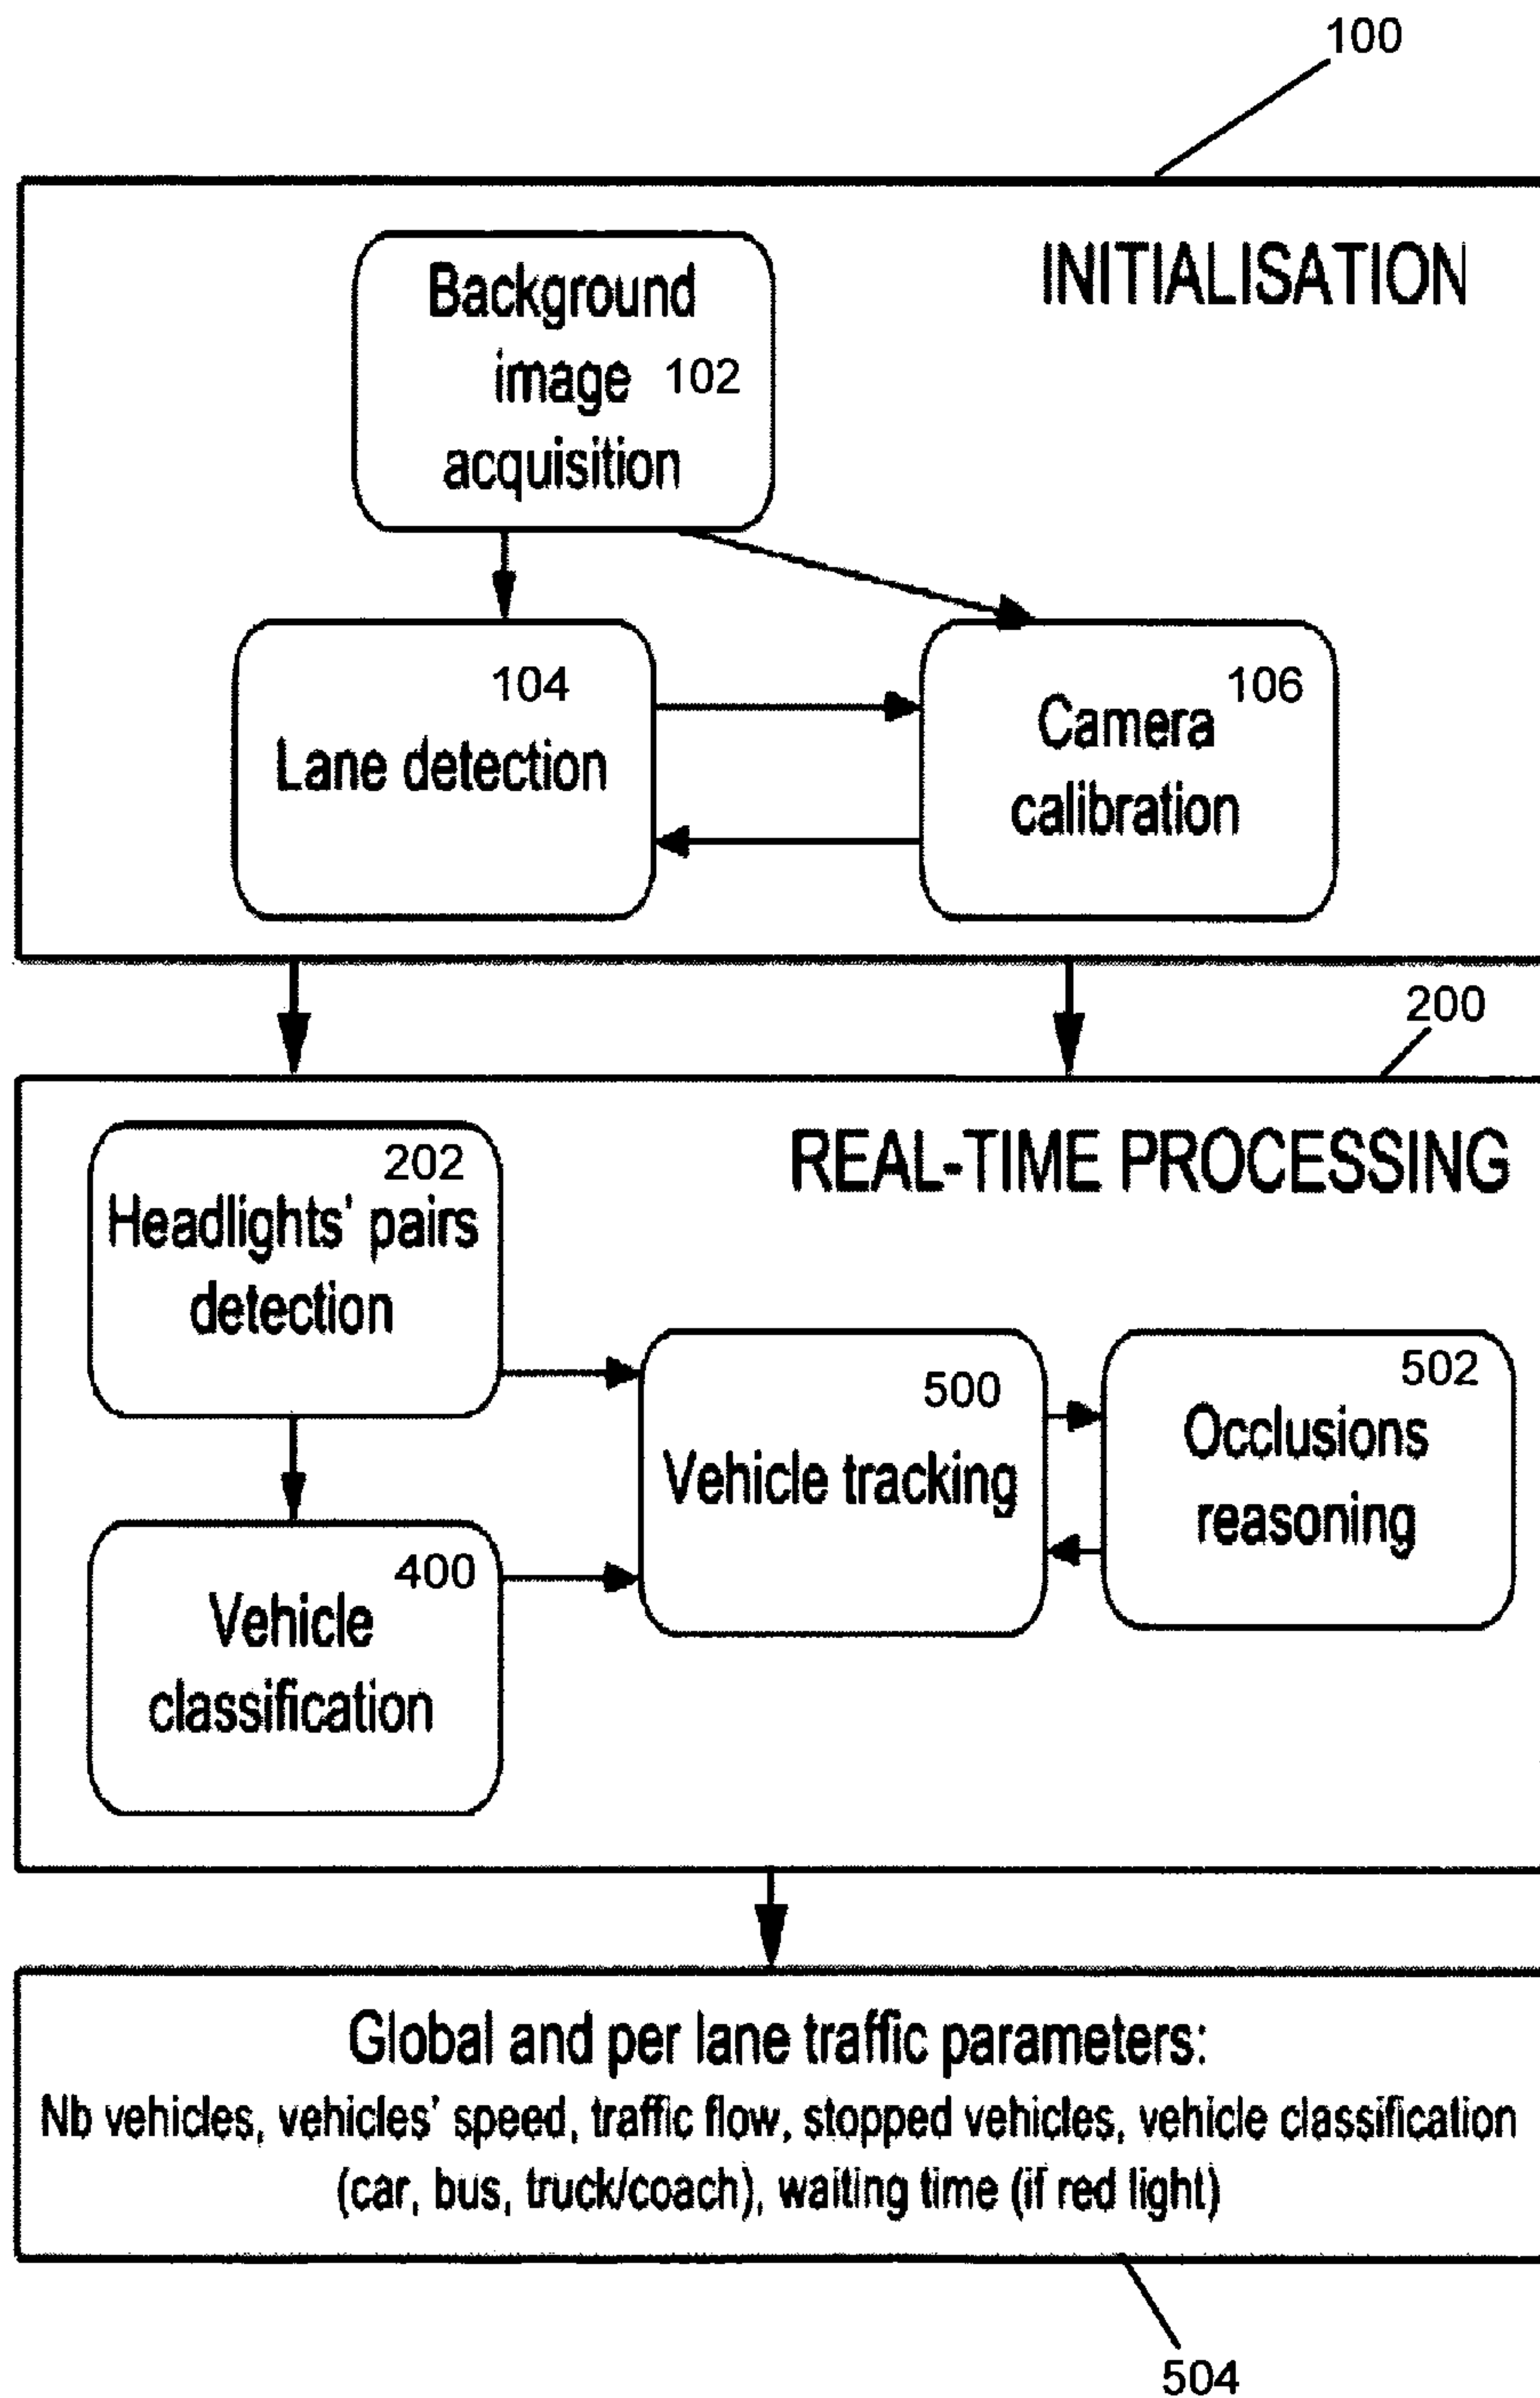 100
INITIALISATION
Background
image 102
acquisition
104
Lane detection
106
Camera
calibration
200
REAL-TIME PROCESSING
202
Headlights' pairs
detection
500
Vehicle tracking
502
Occlusions
reasoning
400
Vehicle
classification
Global and per lane traffic parameters:
Nb vehicles, vehicles' speed, traffic flow, stopped vehicles, vehicle classification
(car, bus, truck/coach), waiting time (if red light)
504